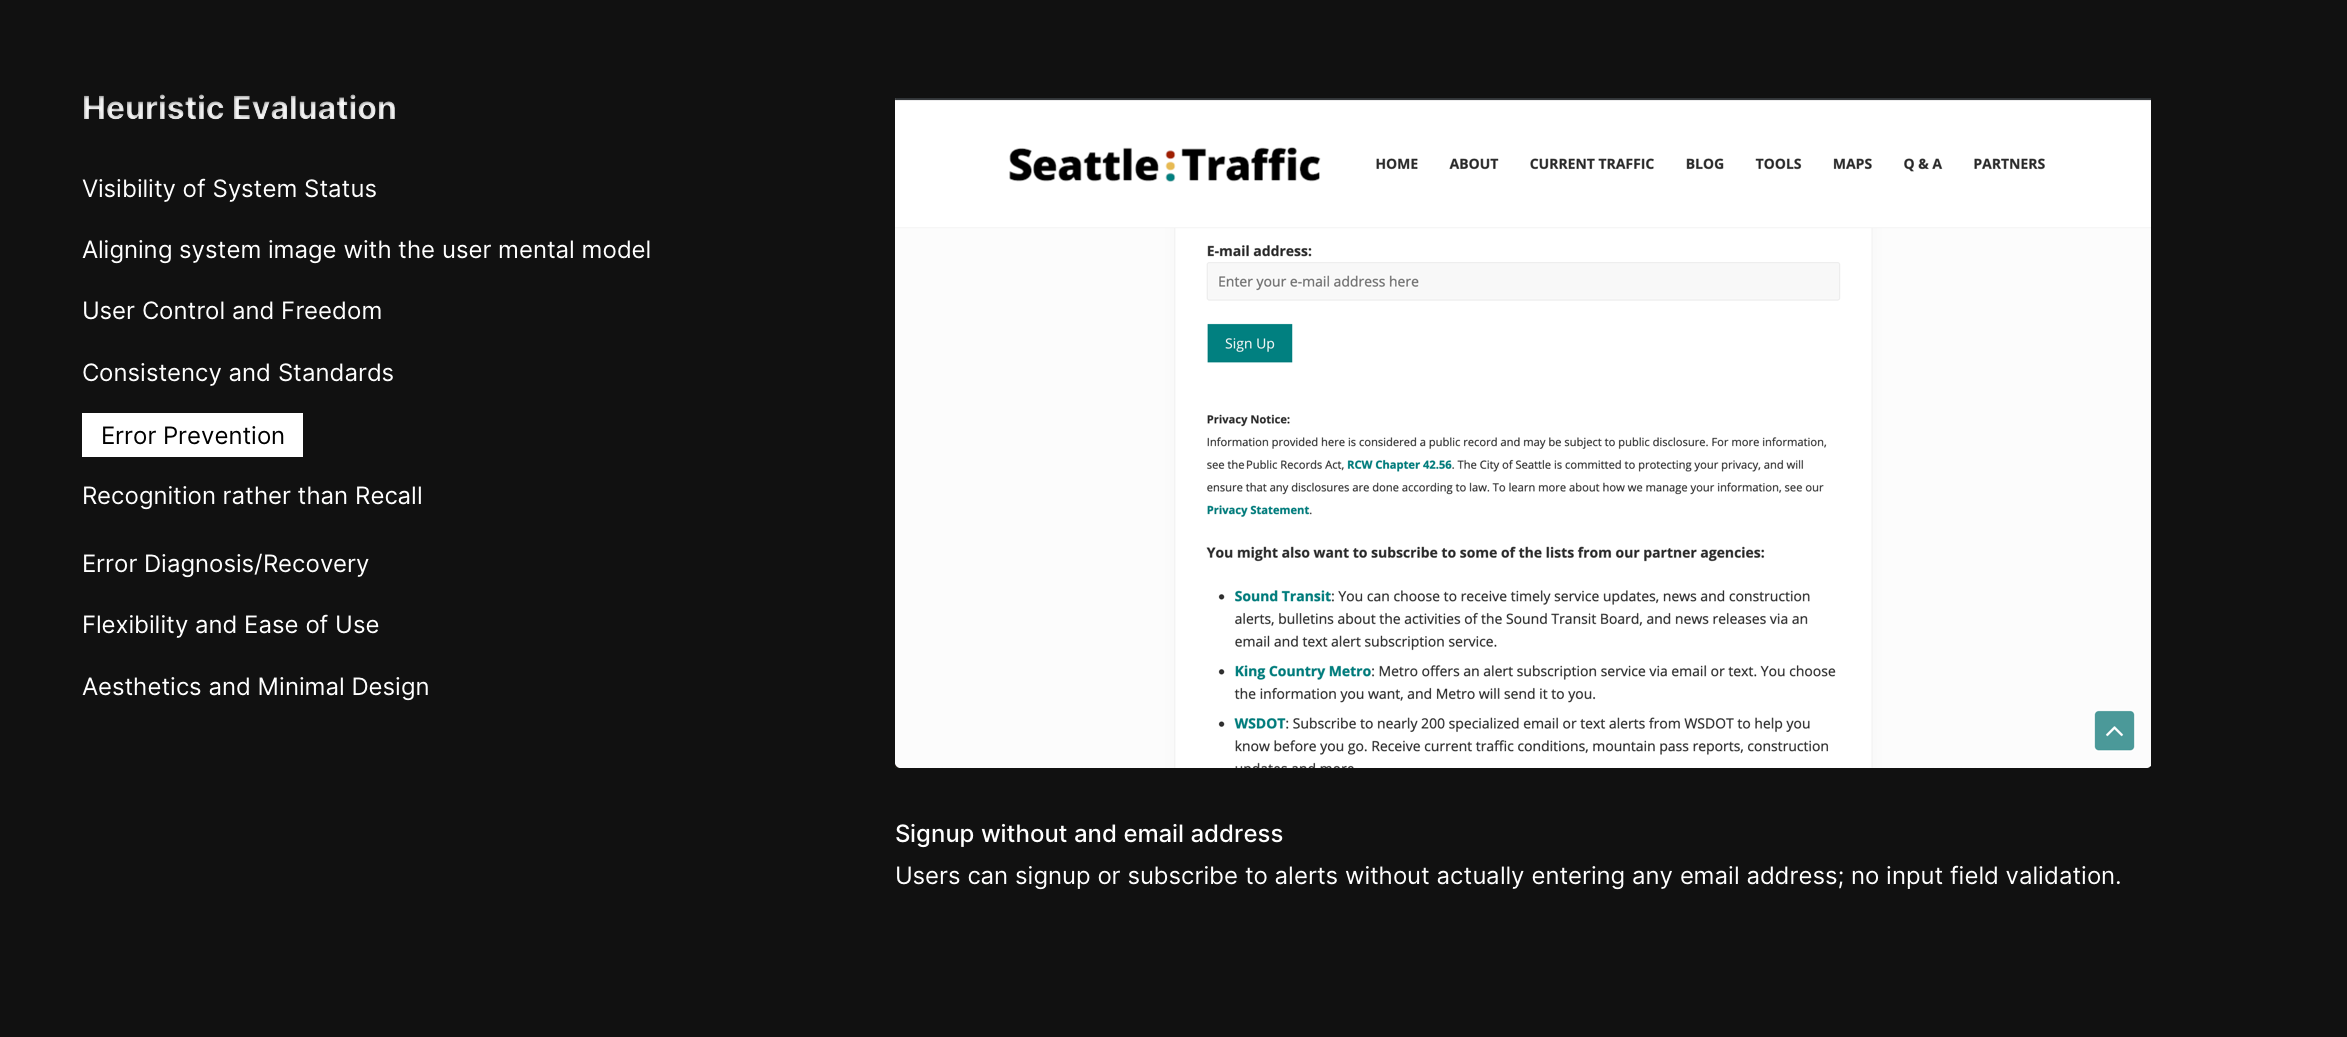 Heuristic Evaluation
Visibility of System Status
Aligning system image with the user mental model
User Control and Freedom
Consistency and Standards
Error Prevention
Recognition rather than Recall
Error Diagnosis/Recovery
Flexibility and Ease of Use
Aesthetics and Minimal Design
Seattle Traffic
HOME ABOUT CURRENT TRAFFIC BLOG TOOLS MAPS Q & A PARTNERS
E-mail address:
Enter your e-mail address here
Sign Up
Privacy Notice:
Information provided here is considered a public record and may be subject to public disclosure. For more information,
see the Public Records Act, RCW Chapter 42.56. The City of Seattle is committed to protecting your privacy, and will
ensure that any disclosures are done according to law. To learn more about how we manage your information, see our
Privacy Statement.
You might also want to subscribe to some of the lists from our partner agencies:
• Sound Transit: You can choose to receive timely service updates, news and construction
alerts, bulletins about the activities of the Sound Transit Board, and news releases via an
email and text alert subscription service.
• King Country Metro: Metro offers an alert subscription service via email or text. You choose
the information you want, and Metro will send it to you.
• WSDOT: Subscribe to nearly 200 specialized email or text alerts from WSDOT to help you
know before you go. Receive current traffic conditions, mountain pass reports, construction
updates and more.
Signup without and email address
Users can signup or subscribe to alerts without actually entering any email address; no input field validation.